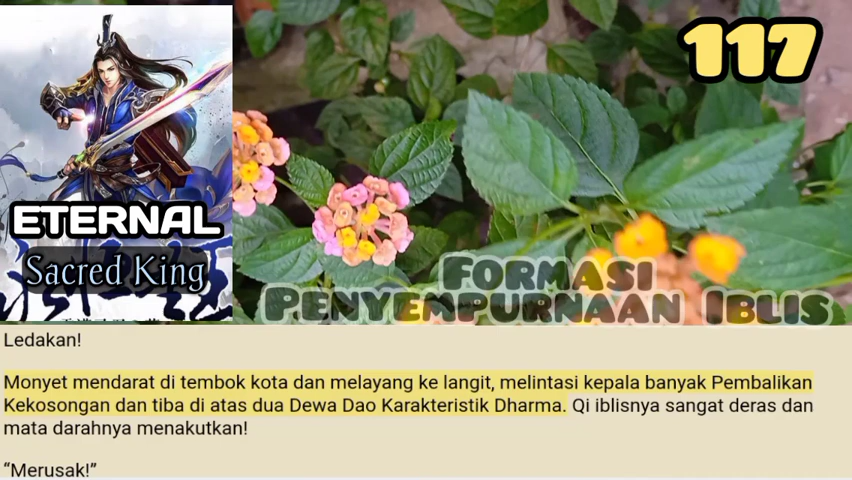 117
ETERNAL
Sacred King
FORMASI
PENYEMPURNAAN IBLIS
Ledakan!
Monyet mendarat di tembok kota dan melayang ke langit, melintasi kepala banyak Pembalikan
Kekosongan dan tiba di atas dua Dewa Dao Karakteristik Dharma. Qi iblisnya sangat deras dan
mata darahnya menakutkan!
“Merusak!”